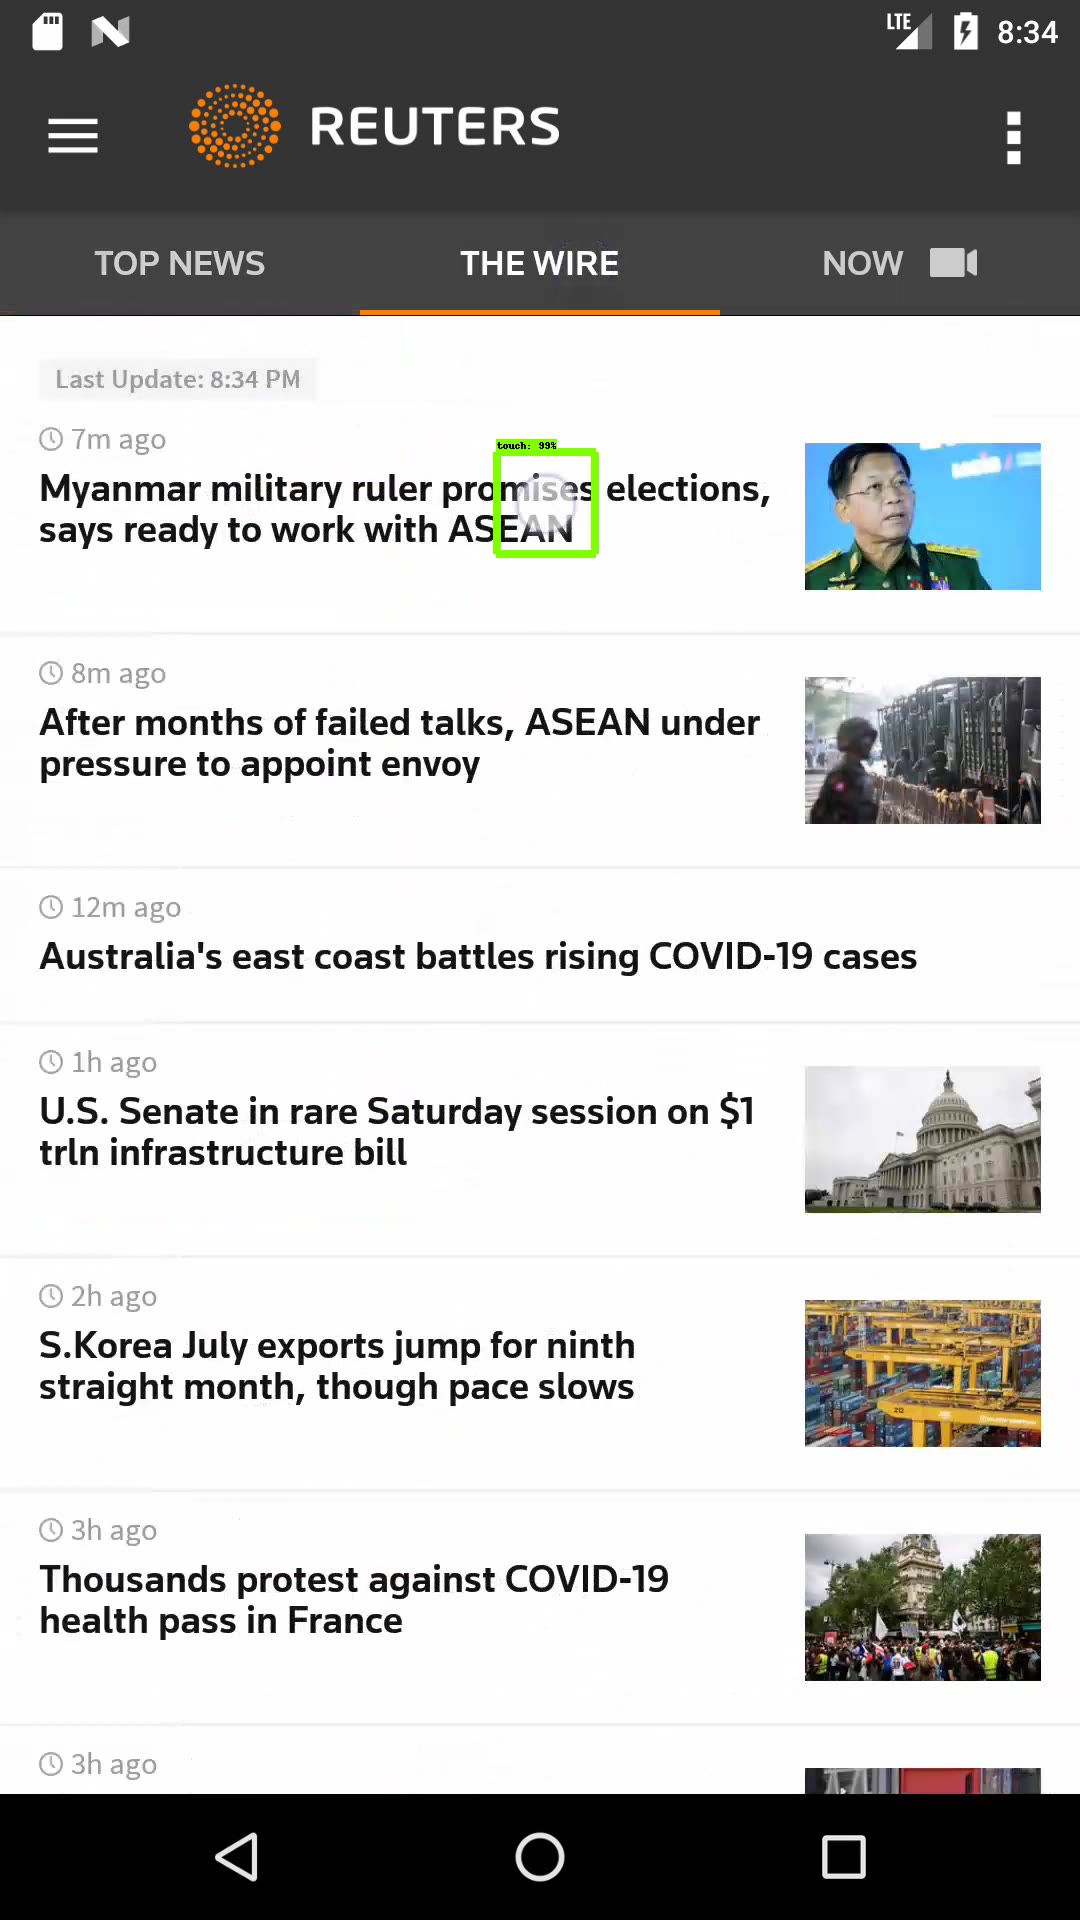 LTE 8:34
REUTERS
TOP NEWS THE WIRE NOW
Last Update: 8:34 PM
7m ago
touch: 99%
Myanmar military ruler promises elections,
says ready to work with ASEAN
8m ago
After months of failed talks, ASEAN under
pressure to appoint envoy
12m ago
Australia's east coast battles rising COVID-19 cases
1h ago
U.S. Senate in rare Saturday session on $1
trln infrastructure bill
2h ago
S.Korea July exports jump for ninth
straight month, though pace slows
3h ago
Thousands protest against COVID-19
health pass in France
3h ago